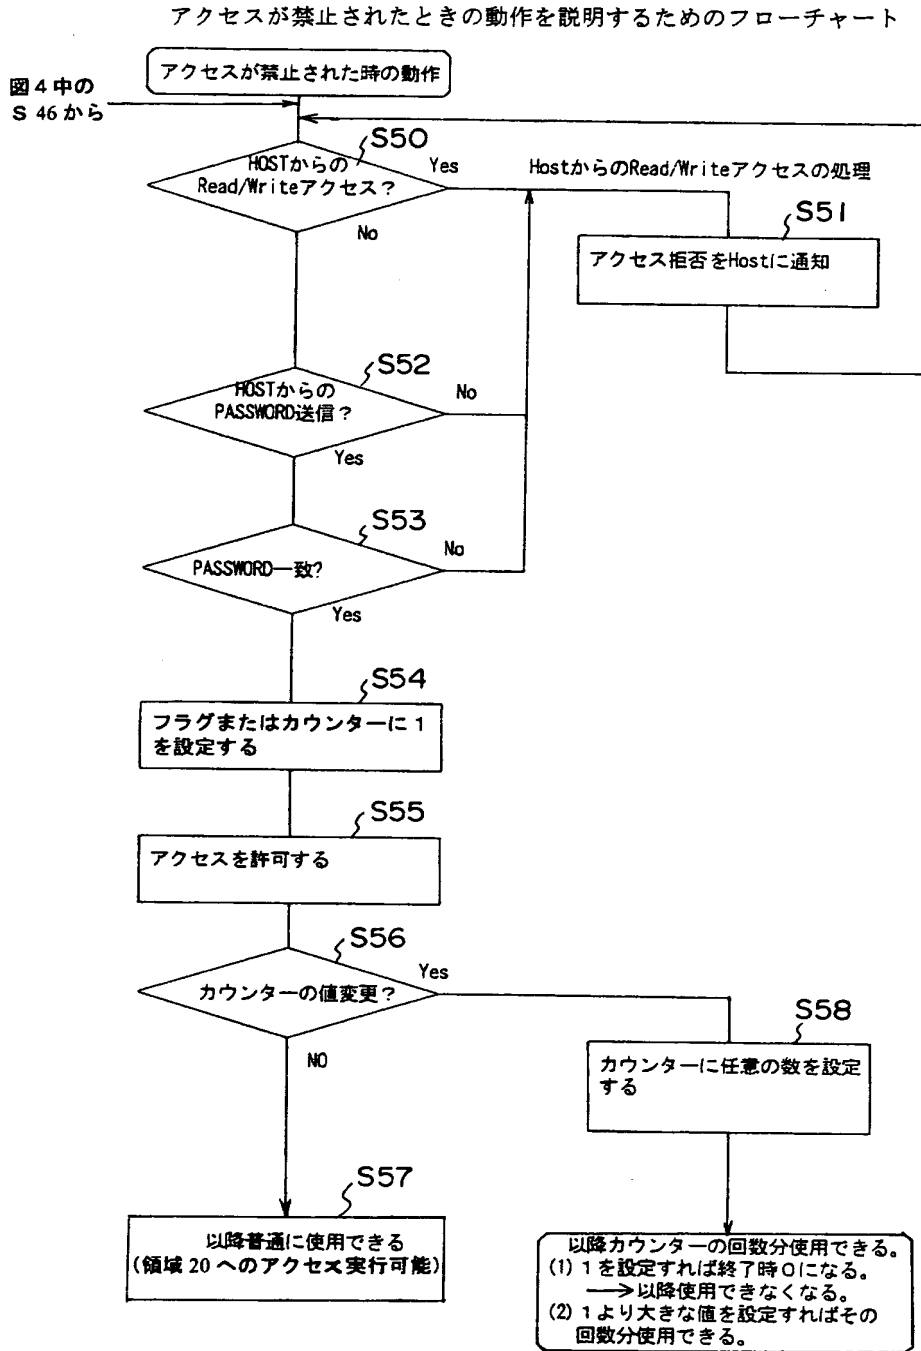 アクセスが禁止されたときの動作を説明するためのフローチャート
アクセスが禁止された時の動作
図4中の
S 46から
S50
HOSTからの
Read/Writeアクセス？
Yes
No
HostからのRead/Writeアクセスの処理
S51
アクセス拒否をHostに通知
S52
HOSTからの
PASSWORD送信？
No
Yes
S53
PASSWORD一致?
No
Yes
S54
フラグまたはカウンターに1
を設定する
S55
アクセスを許可する
S56
カウンターの値変更？
Yes
NO
S58
カウンターに任意の数を設定
する
S57
以降普通に使用できる
(領域20へのアクセス実行可能)
以降カウンターの回数分使用できる。
(1) 1を設定すれば終了時0になる。
→以降使用できなくなる。
(2) 1より大きな値を設定すればその
回数分使用できる。